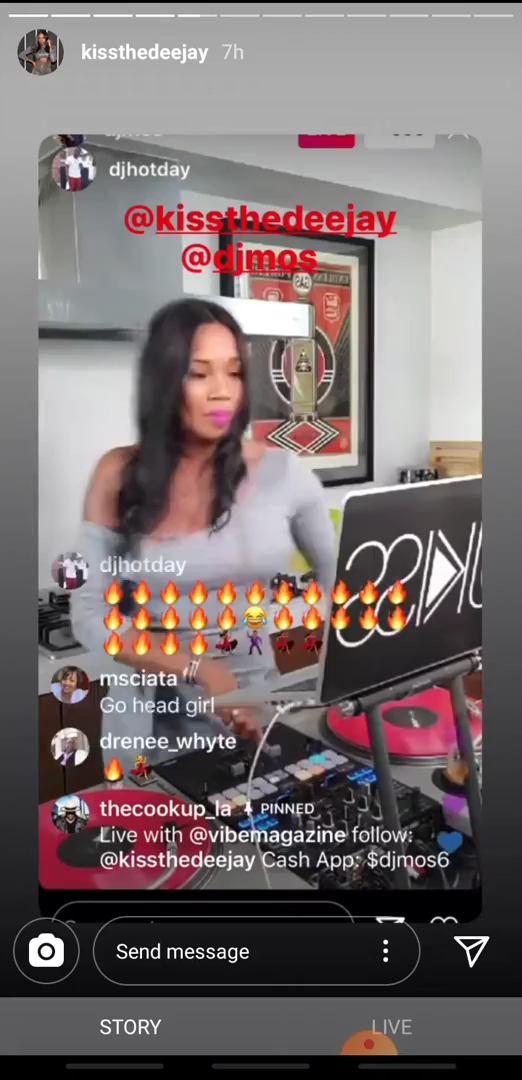 kissthedeejay 7h
djhotday
@kissthedeejay
@djmos
djhotday
🔥🔥🔥🔥🔥🔥🔥🔥🔥🔥🔥
🔥🔥🔥🔥🔥😂🔥🔥🔥🔥🔥
🔥🔥🔥🔥💃🕺💃💃
msciata
Go head girl
drenee_whyte
🔥💃
thecookup_la PINNED
Live with @vibemagazine follow:
@kissthedeejay Cash App: $djmos6
Send message
STORY LIVE